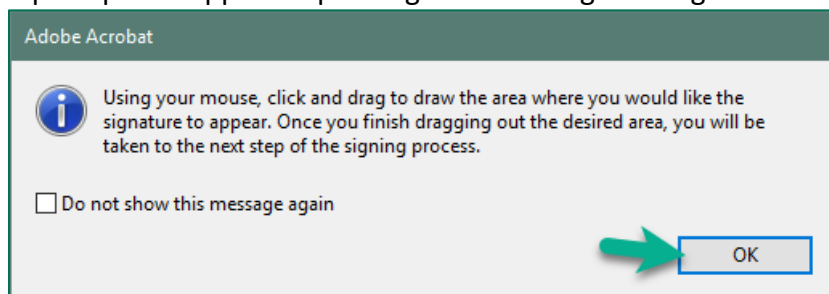 Adobe Acrobat
Using your mouse, click and drag to draw the area where you would like the
signature to appear. Once you finish dragging out the desired area, you will be
taken to the next step of the signing process.
Do not show this message again
OK